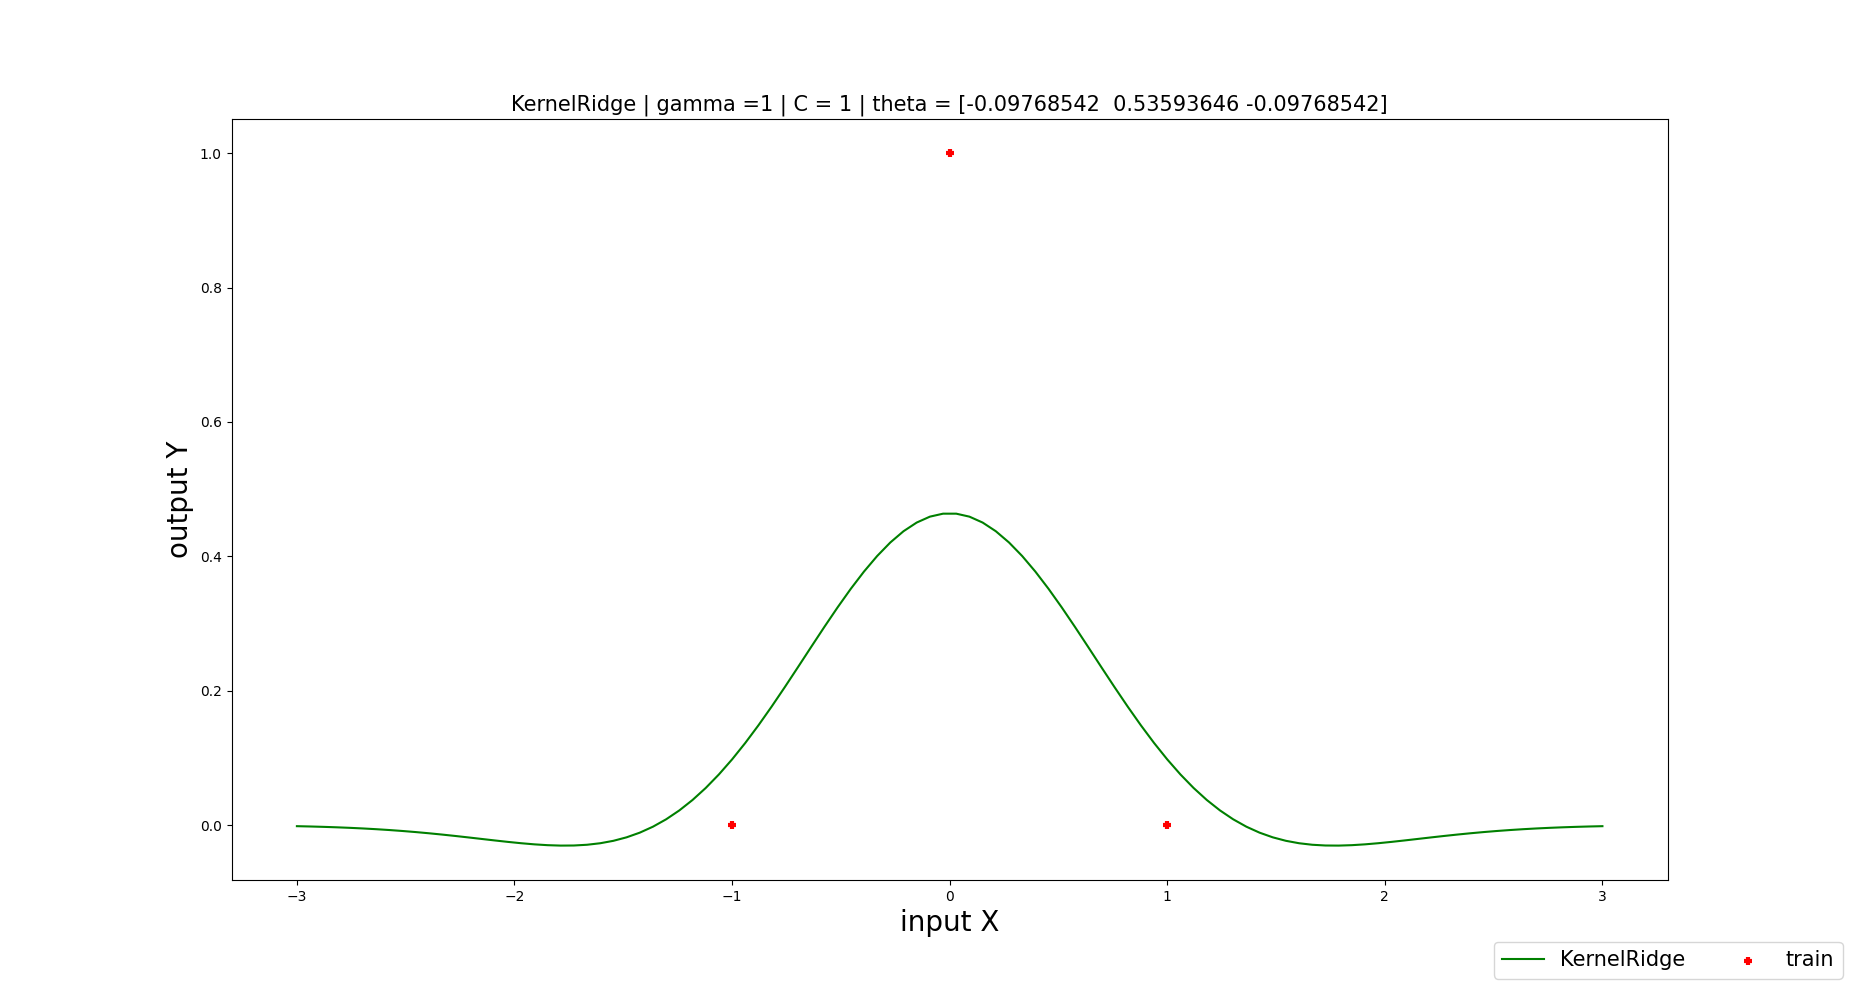 KernelRidge | gamma =1 | C = 1 | theta = [-0.09768542  0.53593646 -0.09768542]
1.0
0.8
0.6
0.4
0.2
0.0
output Y
−3 −2 −1 0 1 2 3
input X
KernelRidge train